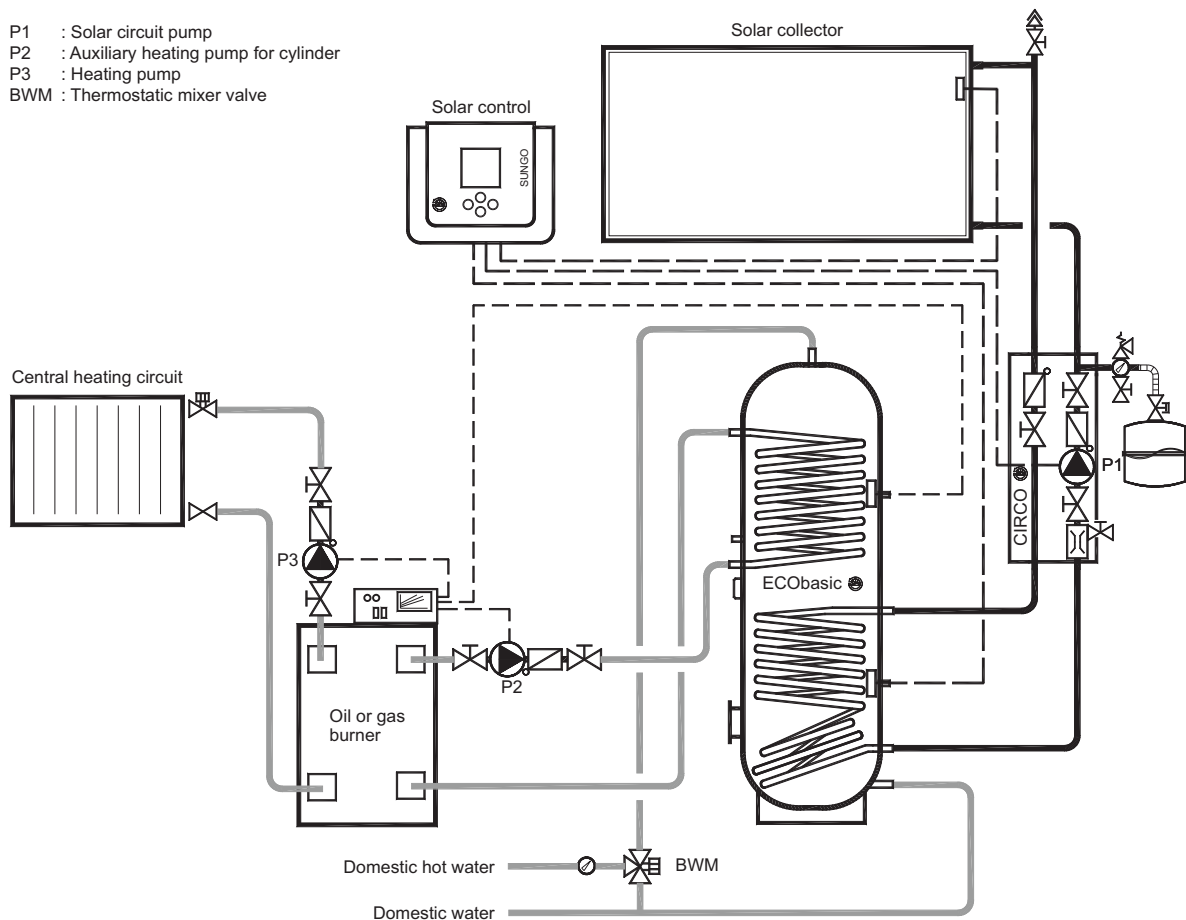 P1 : Solar circuit pump
P2 : Auxiliary heating pump for cylinder
P3 : Heating pump
BWM : Thermostatic mixer valve
Solar collector
Solar control
SUNGO
Central heating circuit
P1
CIRCO
P3
ECObasic
P2
Oil or gas
burner
Domestic hot water
BWM
Domestic water